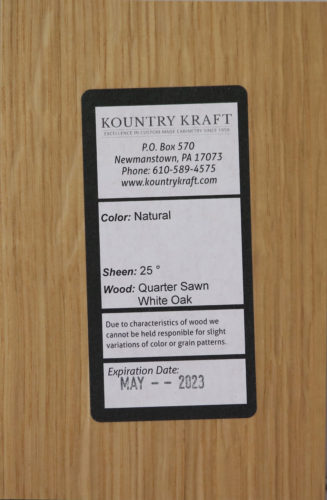 KOUNTRY KRAFT
EXCELLENCE IN CUSTOM MADE CABINETRY SINCE 1959
P.O. Box 570
Newmanstown, PA 17073
Phone: 610-589-4575
www.kountrykraft.com
Color: Natural
Sheen: 25 °
Wood: Quarter Sawn
White Oak
Due to characteristics of wood we
cannot be held responsible for slight
variations of color or grain patterns.
Expiration Date:
MAY -- 2023